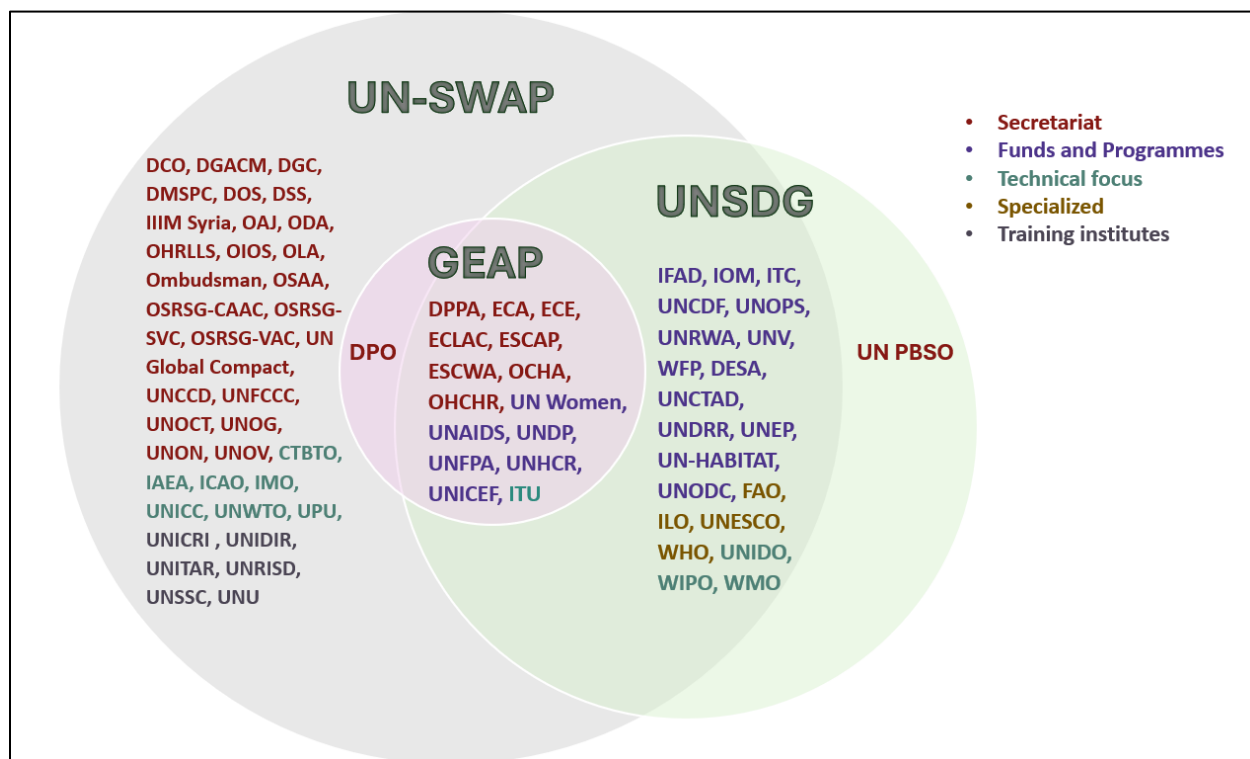 UN-SWAP
DCO, DGACM, DGC,
DMSPC, DOS, DSS,
IIIM Syria, OAJ, ODA,
OHRLLS, OIOS, OLA,
Ombudsman, OSAA,
OSRSG-CAAC, OSRSG-
SVC, OSRSG-VAC, UN
Global Compact,
UNCCD, UNFCCC,
UNOCT, UNOG,
UNON, UNOV, CTBTO,
IAEA, ICAO, IMO,
UNICC, UNWTO, UPU,
UNICRI , UNIDIR,
UNITAR, UNRISD,
UNSSC, UNU
DPO
GEAP
DPPA, ECA, ECE,
ECLAC, ESCAP,
ESCWA, OCHA,
OHCHR, UN Women,
UNAIDS, UNDP,
UNFPA, UNHCR,
UNICEF, ITU
UNSDG
IFAD, IOM, ITC,
UNCDF, UNOPS,
UNRWA, UNV,
WFP, DESA,
UNCTAD,
UNDRR, UNEP,
UN-HABITAT,
UNODC, FAO,
ILO, UNESCO,
WHO, UNIDO,
WIPO, WMO
UN PBSO
• Secretariat
• Funds and Programmes
• Technical focus
• Specialized
• Training institutes